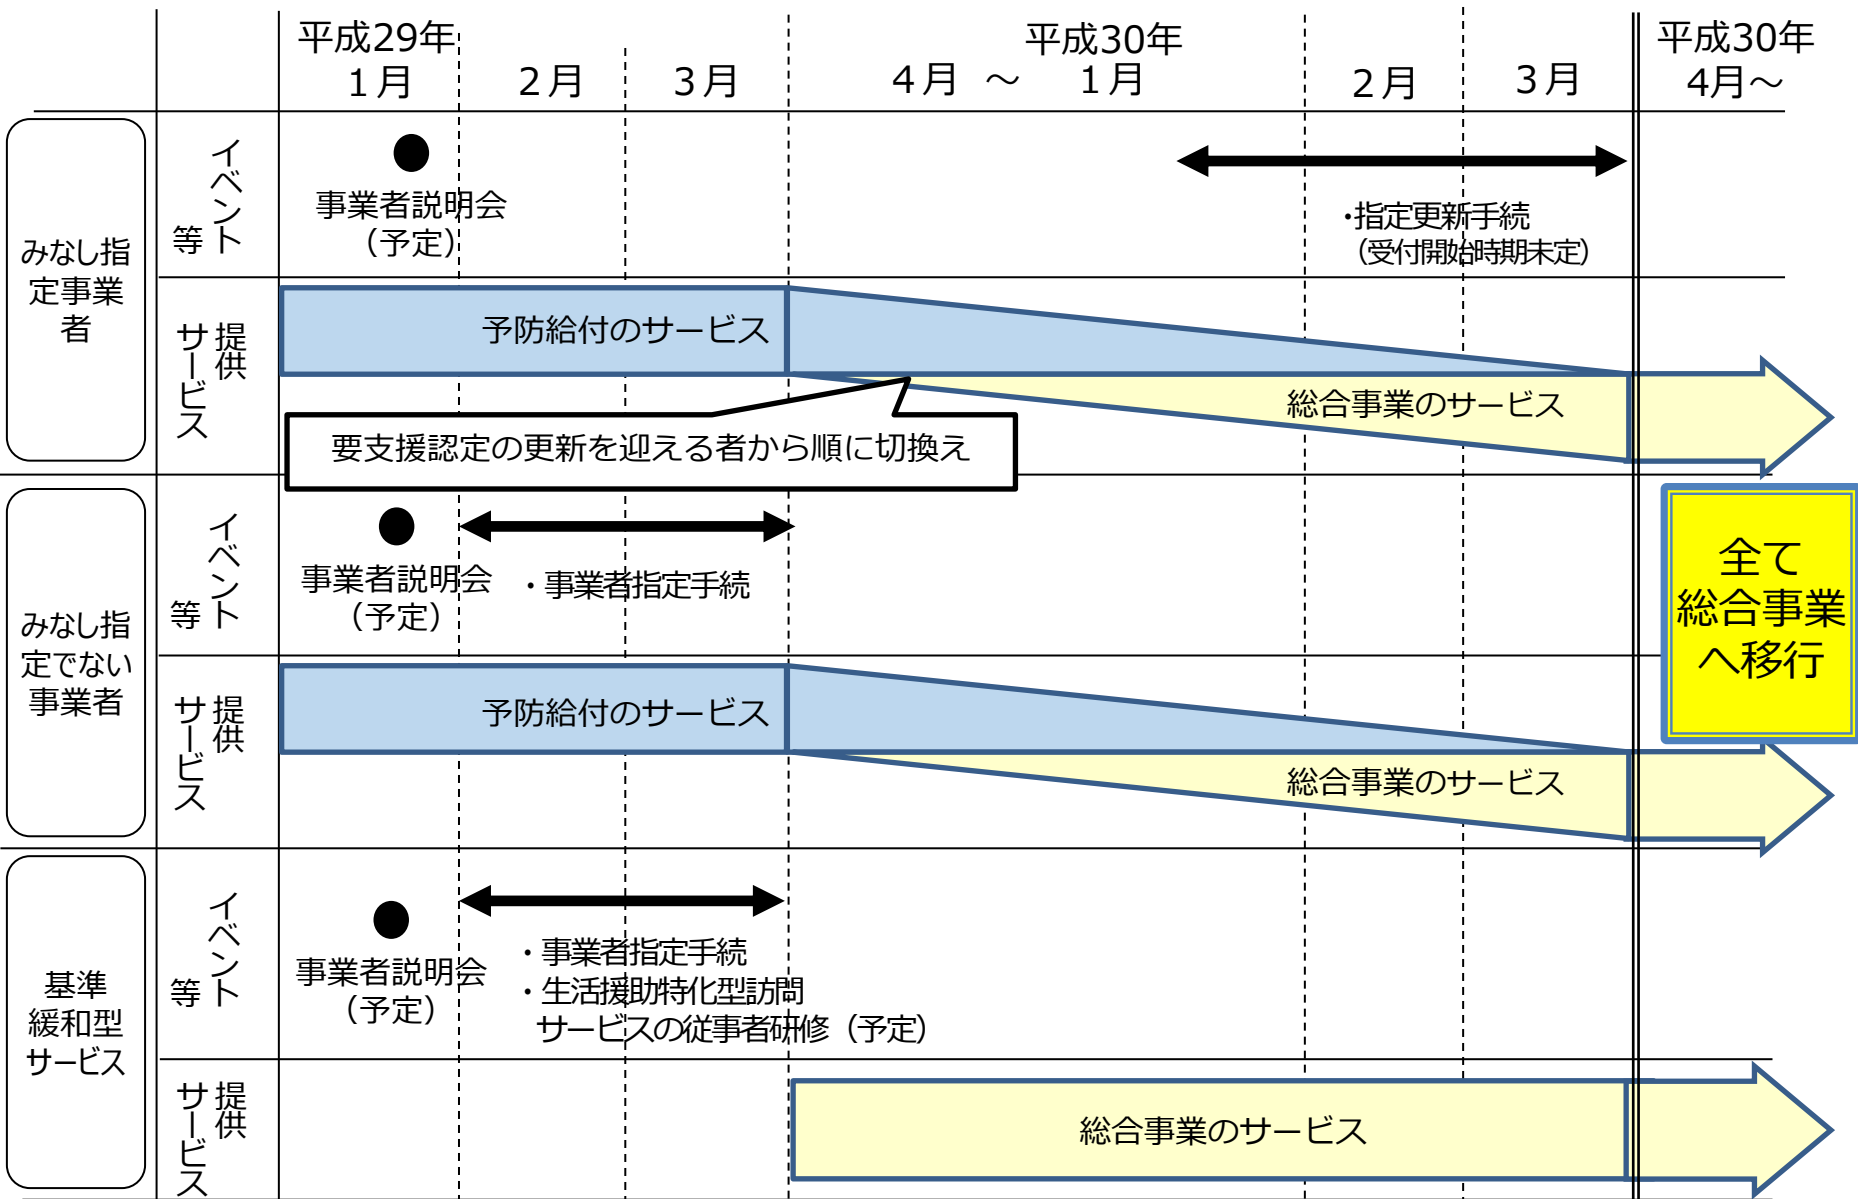 平成29年
１月
２月
３月
４月 ～
平成30年
１月
２月
３月
平成30年
4月～
みなし指
定事業
者
イベント
等
事業者説明会
（予定）
・指定更新手続
（受付開始時期未定）
提供
サービス
予防給付のサービス
総合事業のサービス
要支援認定の更新を迎える者から順に切換え
みなし指
定でない
事業者
イベント
等
事業者説明会
（予定）
・事業者指定手続
全て
総合事業
へ移行
提供
サービス
予防給付のサービス
総合事業のサービス
基準
緩和型
サービス
イベント
等
事業者説明会
（予定）
・事業者指定手続
・生活援助特化型訪問
サービスの従事者研修（予定）
提供
サービス
総合事業のサービス